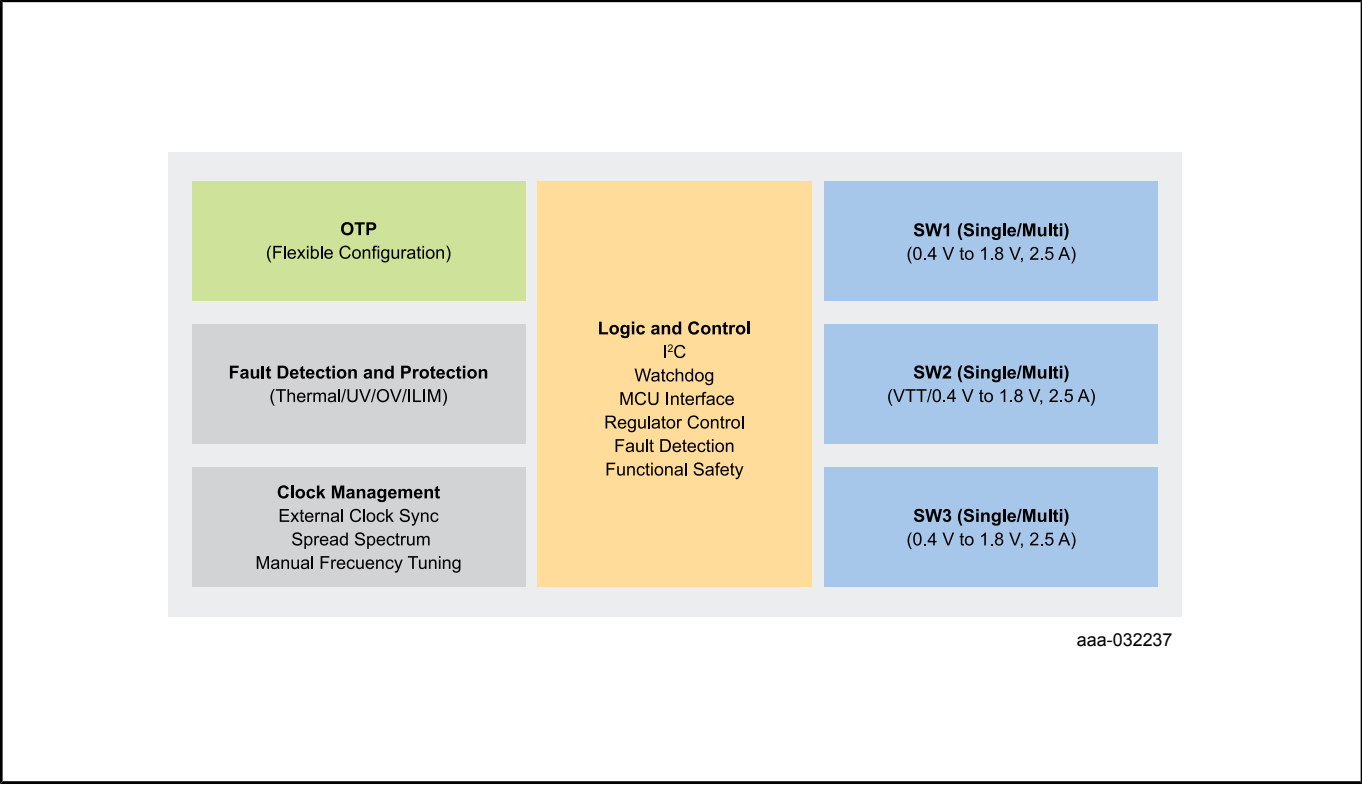 OTP
(Flexible Configuration)
Fault Detection and Protection
(Thermal/UV/OV/ILIM)
Clock Management
External Clock Sync
Spread Spectrum
Manual Frecuency Tuning
Logic and Control
I²C
Watchdog
MCU Interface
Regulator Control
Fault Detection
Functional Safety
SW1 (Single/Multi)
(0.4 V to 1.8 V, 2.5 A)
SW2 (Single/Multi)
(VTT/0.4 V to 1.8 V, 2.5 A)
SW3 (Single/Multi)
(0.4 V to 1.8 V, 2.5 A)
aaa-032237